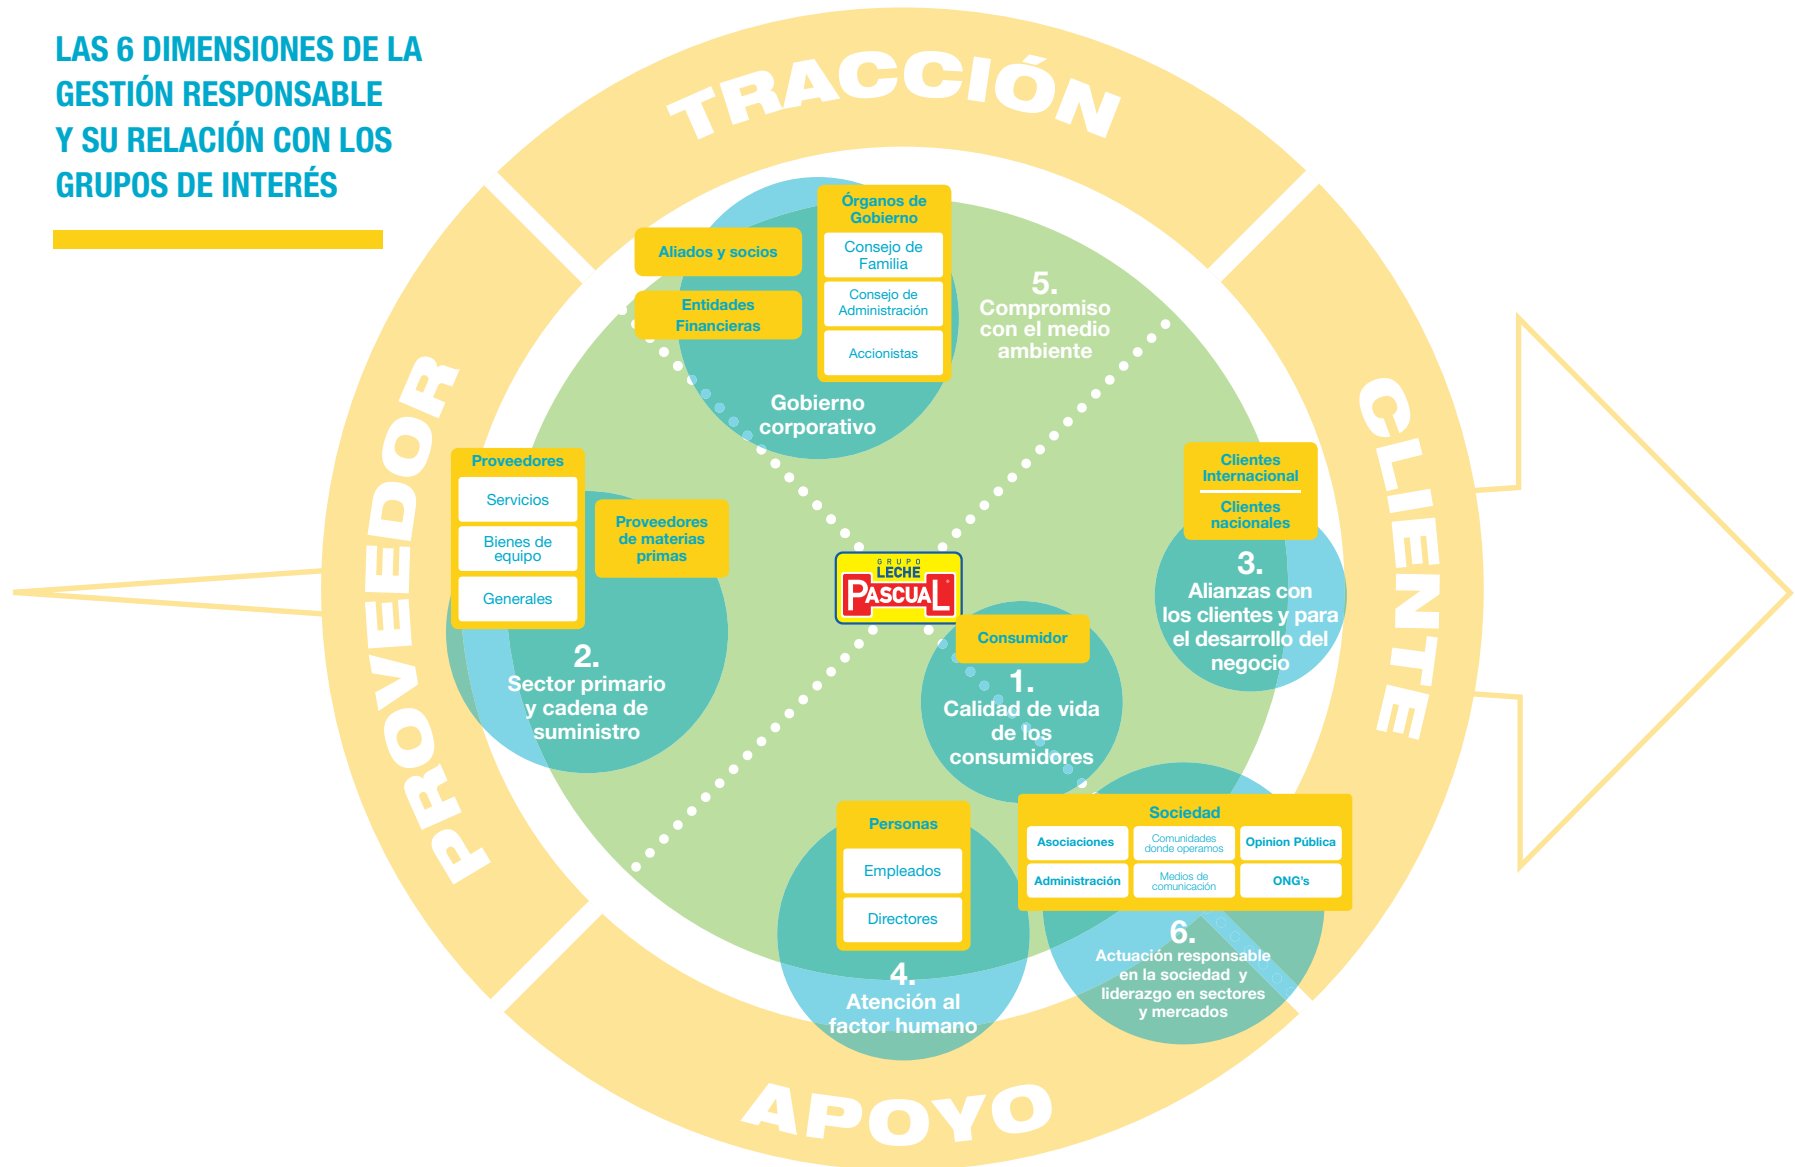 LAS 6 DIMENSIONES DE LA
GESTIÓN RESPONSABLE
Y SU RELACIÓN CON LOS
GRUPOS DE INTERÉS
TRACCIÓN
PROVEEDOR
CLIENTE
APOYO
Aliados y socios
Entidades
Financieras
Órganos de
Gobierno
Consejo de
Familia
Consejo de
Administración
Accionistas
Gobierno
corporativo
5.
Compromiso
con el medio
ambiente
Proveedores
Servicios
Bienes de
equipo
Generales
Proveedores
de materias
primas
2.
Sector primario
y cadena de
suministro
GRUPO
LECHE
PASCUAL
Consumidor
1.
Calidad de vida
de los
consumidores
Clientes
Internacional
Clientes
nacionales
3.
Alianzas con
los clientes y para
el desarrollo del
negocio
Personas
Empleados
Directores
4.
Atención al
factor humano
Sociedad
Asociaciones
Comunidades
donde operamos
Opinion Pública
Administración
Medios de
comunicación
ONG's
6.
Actuación responsable
en la sociedad y
liderazgo en sectores
y mercados